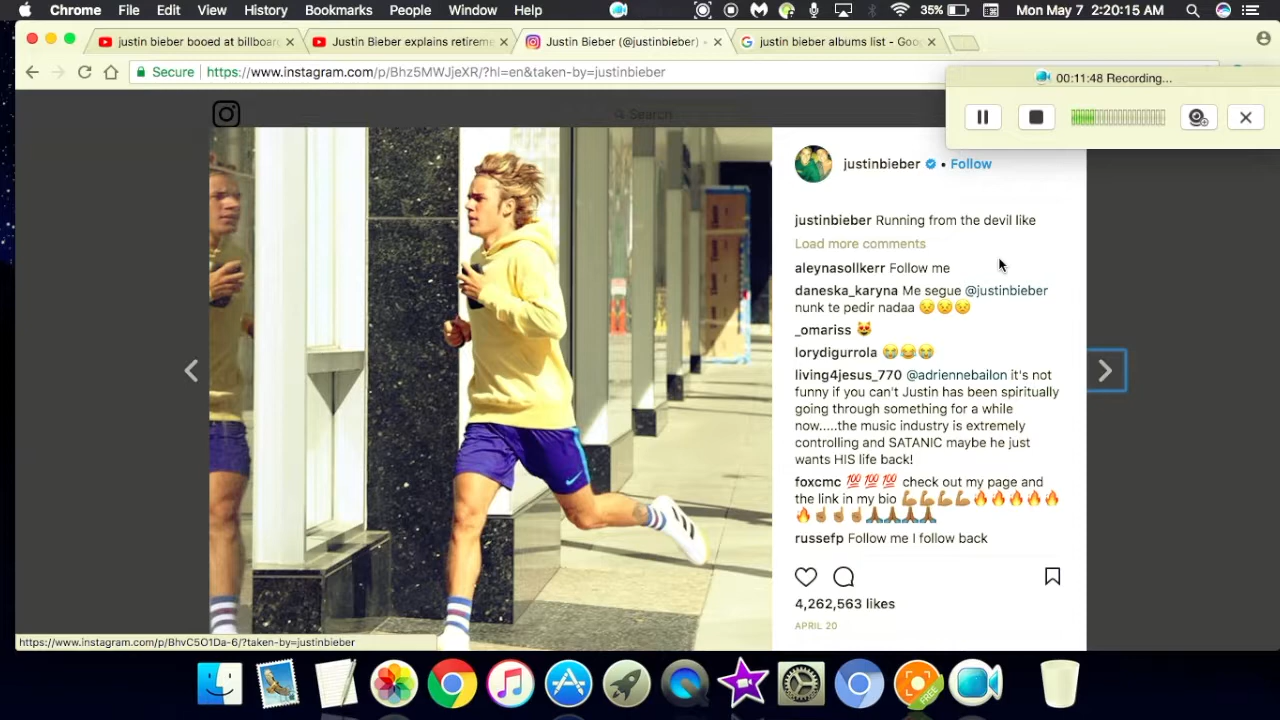 Chrome File Edit View History Bookmarks People Window Help 35% Mon May 7 2:20:15 AM
justin bieber booed at billboar Justin Bieber explains retireme Justin Bieber (@justinbieber) • justin bieber albums list - Goo
Secure https://www.instagram.com/p/Bhz5MWJjeXR/?hl=en&taken-by=justinbieber
00:11:48 Recording...
Search
justinbieber • Follow
justinbieber Running from the devil like
Load more comments
aleynasollkerr Follow me
daneska_karyna Me segue @justinbieber
nunk te pedir nadaa 😔😔😔
_omariss 😻
lorydigurrola 😭😂😭
living4jesus_770 @adriennebailon it's not
funny if you can't Justin has been spiritually
going through something for a while
now.....the music industry is extremely
controlling and SATANIC maybe he just
wants HIS life back!
foxcmc 💯💯💯 check out my page and
the link in my bio 💪🏽💪🏽💪🏽💪🏽🔥🔥🔥🔥🔥
🔥☝🏽☝🏽☝🏽🙏🏽🙏🏽🙏🏽🙏🏽
russefp Follow me I follow back
4,262,563 likes
APRIL 20
https://www.instagram.com/p/BhvC5O1Da-6/?taken-by=justinbieber
FREE